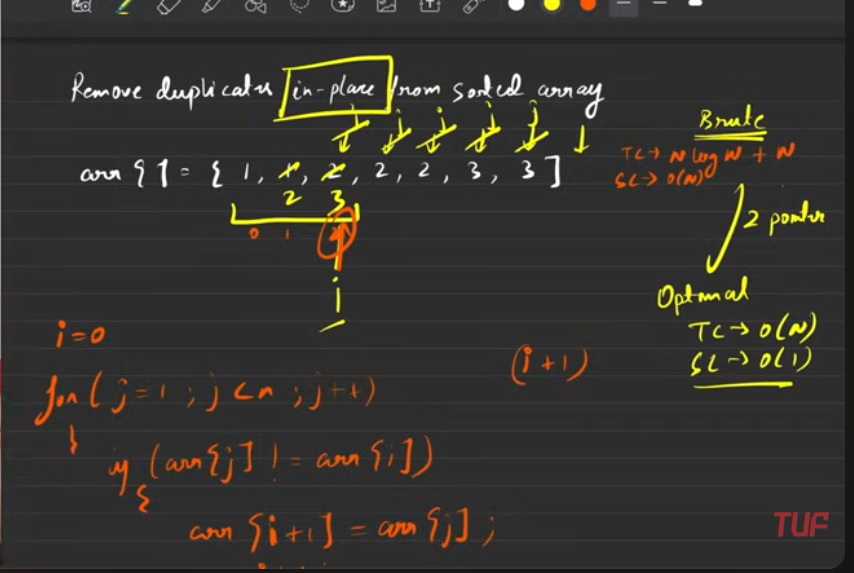 Remove duplicates in-place from sorted array
j j j j j
arr [ ] = { 1, 1, 2, 2, 2, 3, 3 ]
2 3
0 1
i
Brute
TC → N log N + N
SC → O(N)
2 pointer
Optimal
TC → O(N)
SC → O(1)
i = 0
(i + 1)
for ( j = 1 ; j < n ; j++)
{
if (arr[j] != arr[i])
{
arr [i+1] = arr[j] ;
TUF